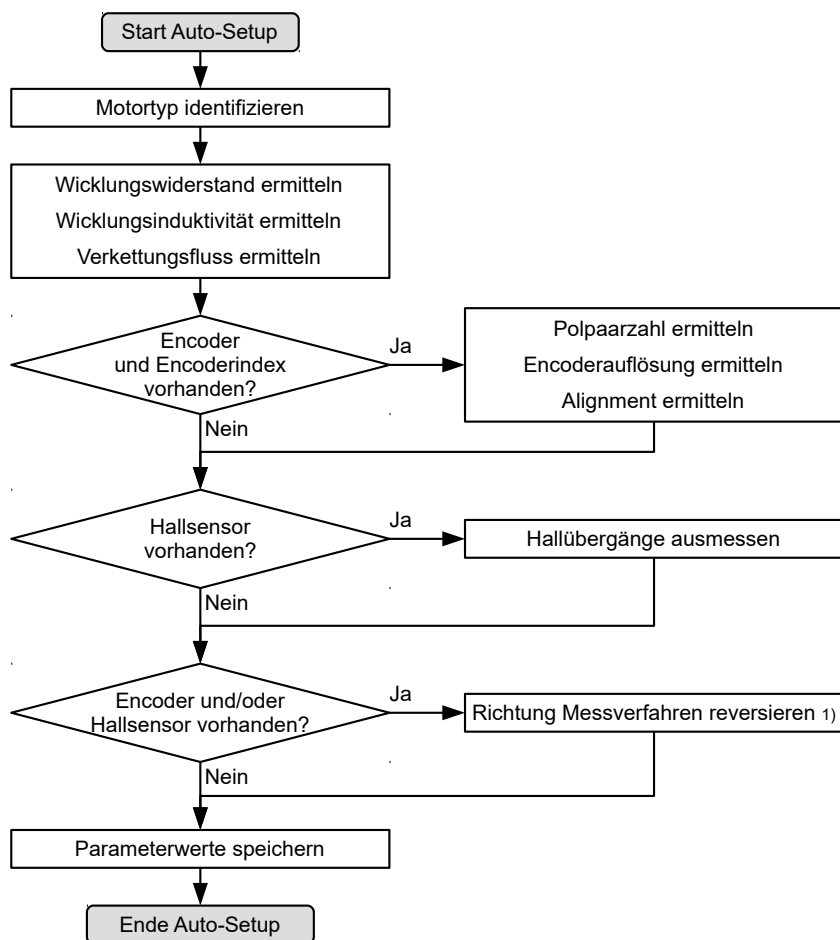 Start Auto-Setup
Motortyp identifizieren
Wicklungswiderstand ermitteln
Wicklungsinduktivität ermitteln
Verkettungsfluss ermitteln
Encoder
und Encoderindex
vorhanden?
Ja
Polpaarzahl ermitteln
Encoderauflösung ermitteln
Alignment ermitteln
Nein
Hallsensor
vorhanden?
Ja
Hallübergänge ausmessen
Nein
Encoder und/oder
Hallsensor vorhanden?
Ja
Richtung Messverfahren reversieren 1)
Nein
Parameterwerte speichern
Ende Auto-Setup